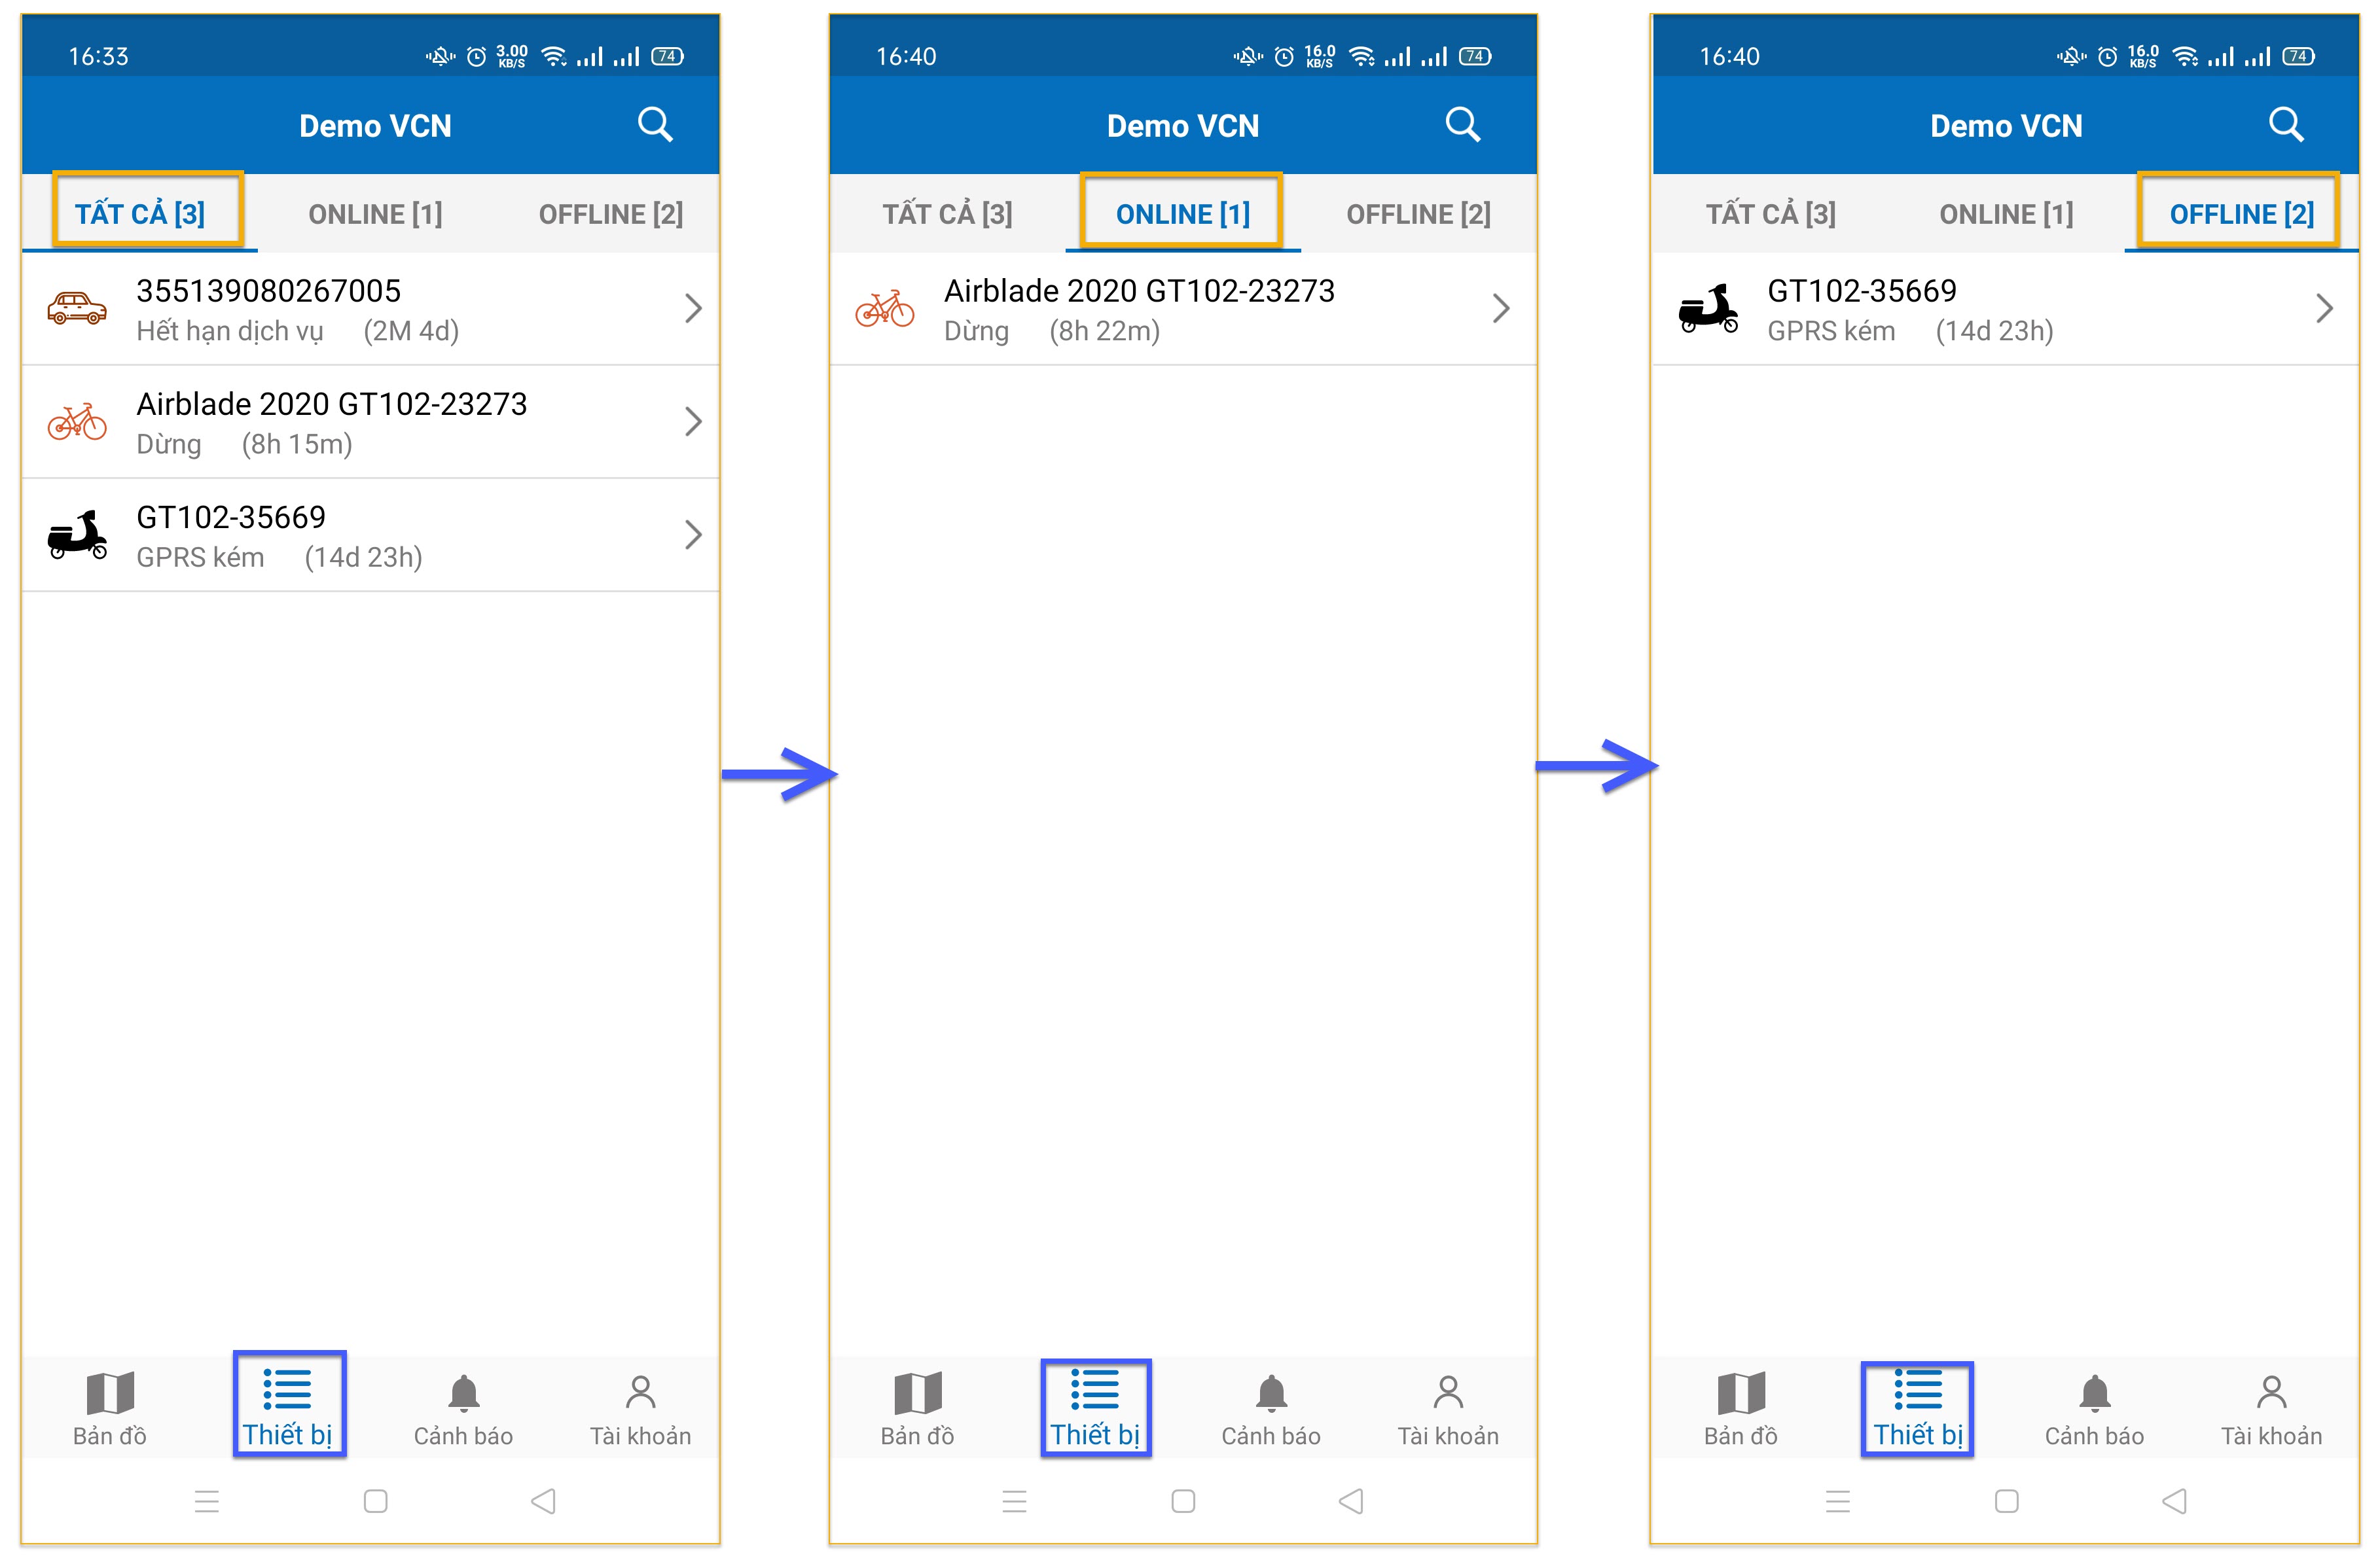 16:33
3.00
KB/S
74
Demo VCN
TẤT CẢ [3] ONLINE [1] OFFLINE [2]
355139080267005
Hết hạn dịch vụ (2M 4d)
Airblade 2020 GT102-23273
Dừng (8h 15m)
GT102-35669
GPRS kém (14d 23h)
Bản đồ Thiết bị Cảnh báo Tài khoản
16:40
16.0
KB/S
74
Demo VCN
TẤT CẢ [3] ONLINE [1] OFFLINE [2]
Airblade 2020 GT102-23273
Dừng (8h 22m)
Bản đồ Thiết bị Cảnh báo Tài khoản
16:40
16.0
KB/S
74
Demo VCN
TẤT CẢ [3] ONLINE [1] OFFLINE [2]
GT102-35669
GPRS kém (14d 23h)
Bản đồ Thiết bị Cảnh báo Tài khoản